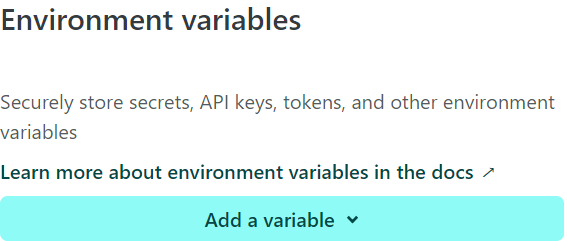 Environment variables
Securely store secrets, API keys, tokens, and other environment
variables
Learn more about environment variables in the docs ↗
Add a variable